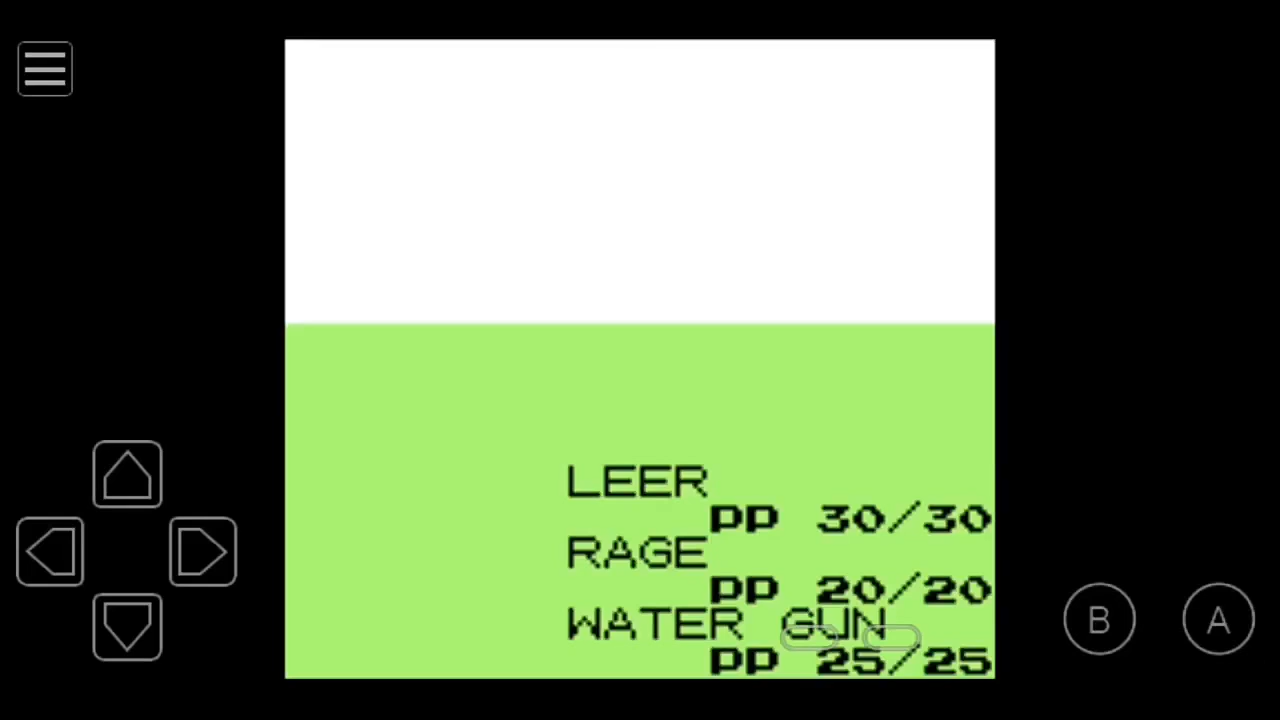 LEER
PP 30/30
RAGE
PP 20/20
WATER GUN
PP 25/25
B
A